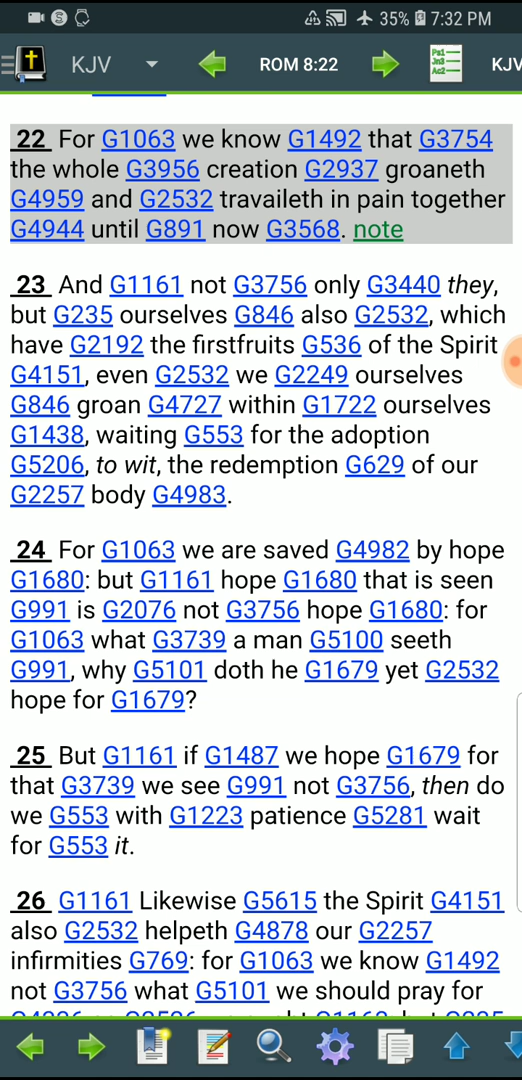 35% 7:32 PM
KJV ROM 8:22 KJV
Ps1
Jn3
Ac2
22 For G1063 we know G1492 that G3754
the whole G3956 creation G2937 groaneth
G4959 and G2532 travaileth in pain together
G4944 until G891 now G3568. note
23 And G1161 not G3756 only G3440 they,
but G235 ourselves G846 also G2532, which
have G2192 the firstfruits G536 of the Spirit
G4151, even G2532 we G2249 ourselves
G846 groan G4727 within G1722 ourselves
G1438, waiting G553 for the adoption
G5206, to wit, the redemption G629 of our
G2257 body G4983.
24 For G1063 we are saved G4982 by hope
G1680: but G1161 hope G1680 that is seen
G991 is G2076 not G3756 hope G1680: for
G1063 what G3739 a man G5100 seeth
G991, why G5101 doth he G1679 yet G2532
hope for G1679?
25 But G1161 if G1487 we hope G1679 for
that G3739 we see G991 not G3756, then do
we G553 with G1223 patience G5281 wait
for G553 it.
26 G1161 Likewise G5615 the Spirit G4151
also G2532 helpeth G4878 our G2257
infirmities G769: for G1063 we know G1492
not G3756 what G5101 we should pray for